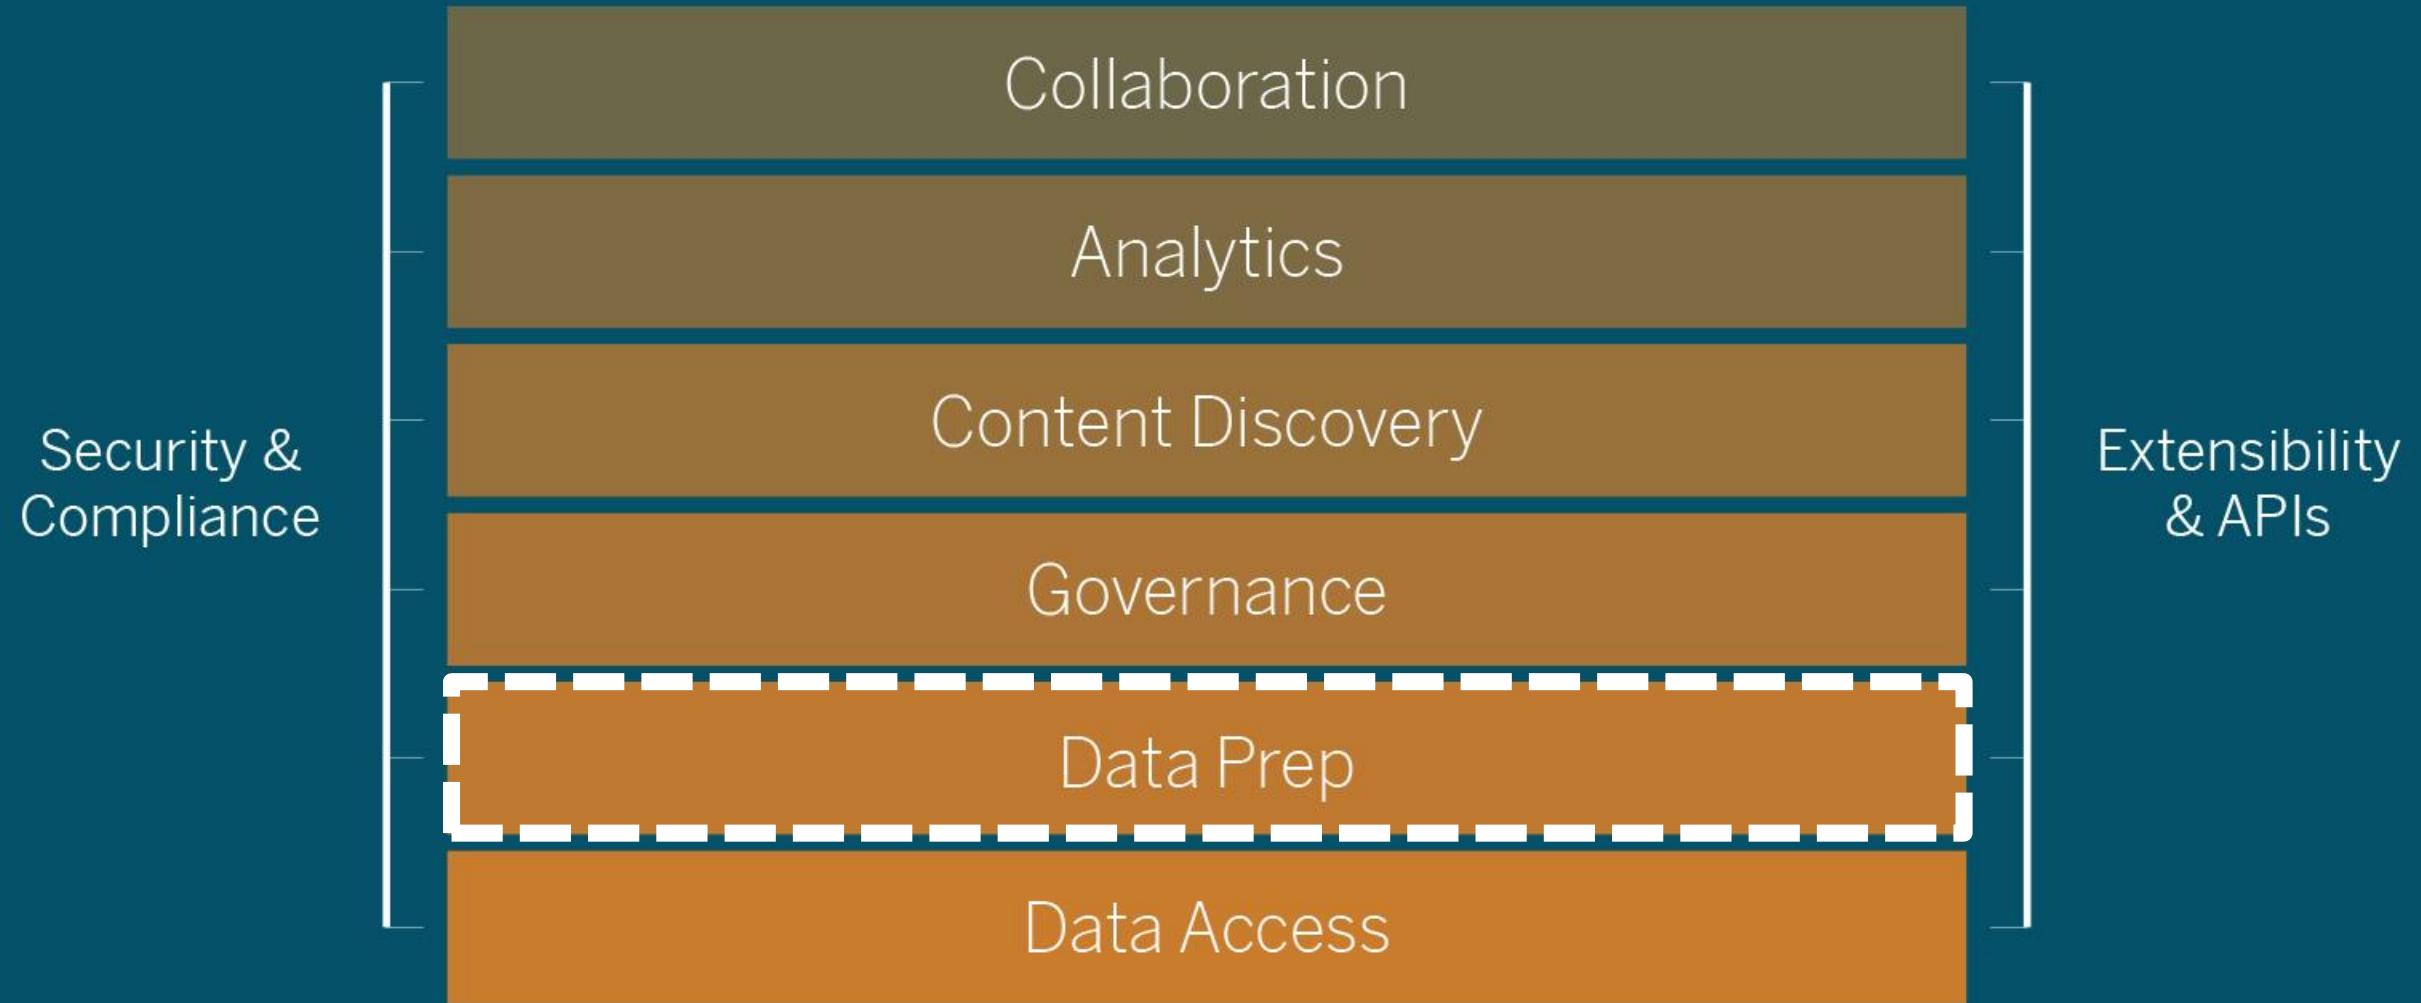 Collaboration
Analytics
Content Discovery
Security &
Compliance
Extensibility
& APIs
Governance
Data Prep
Data Access